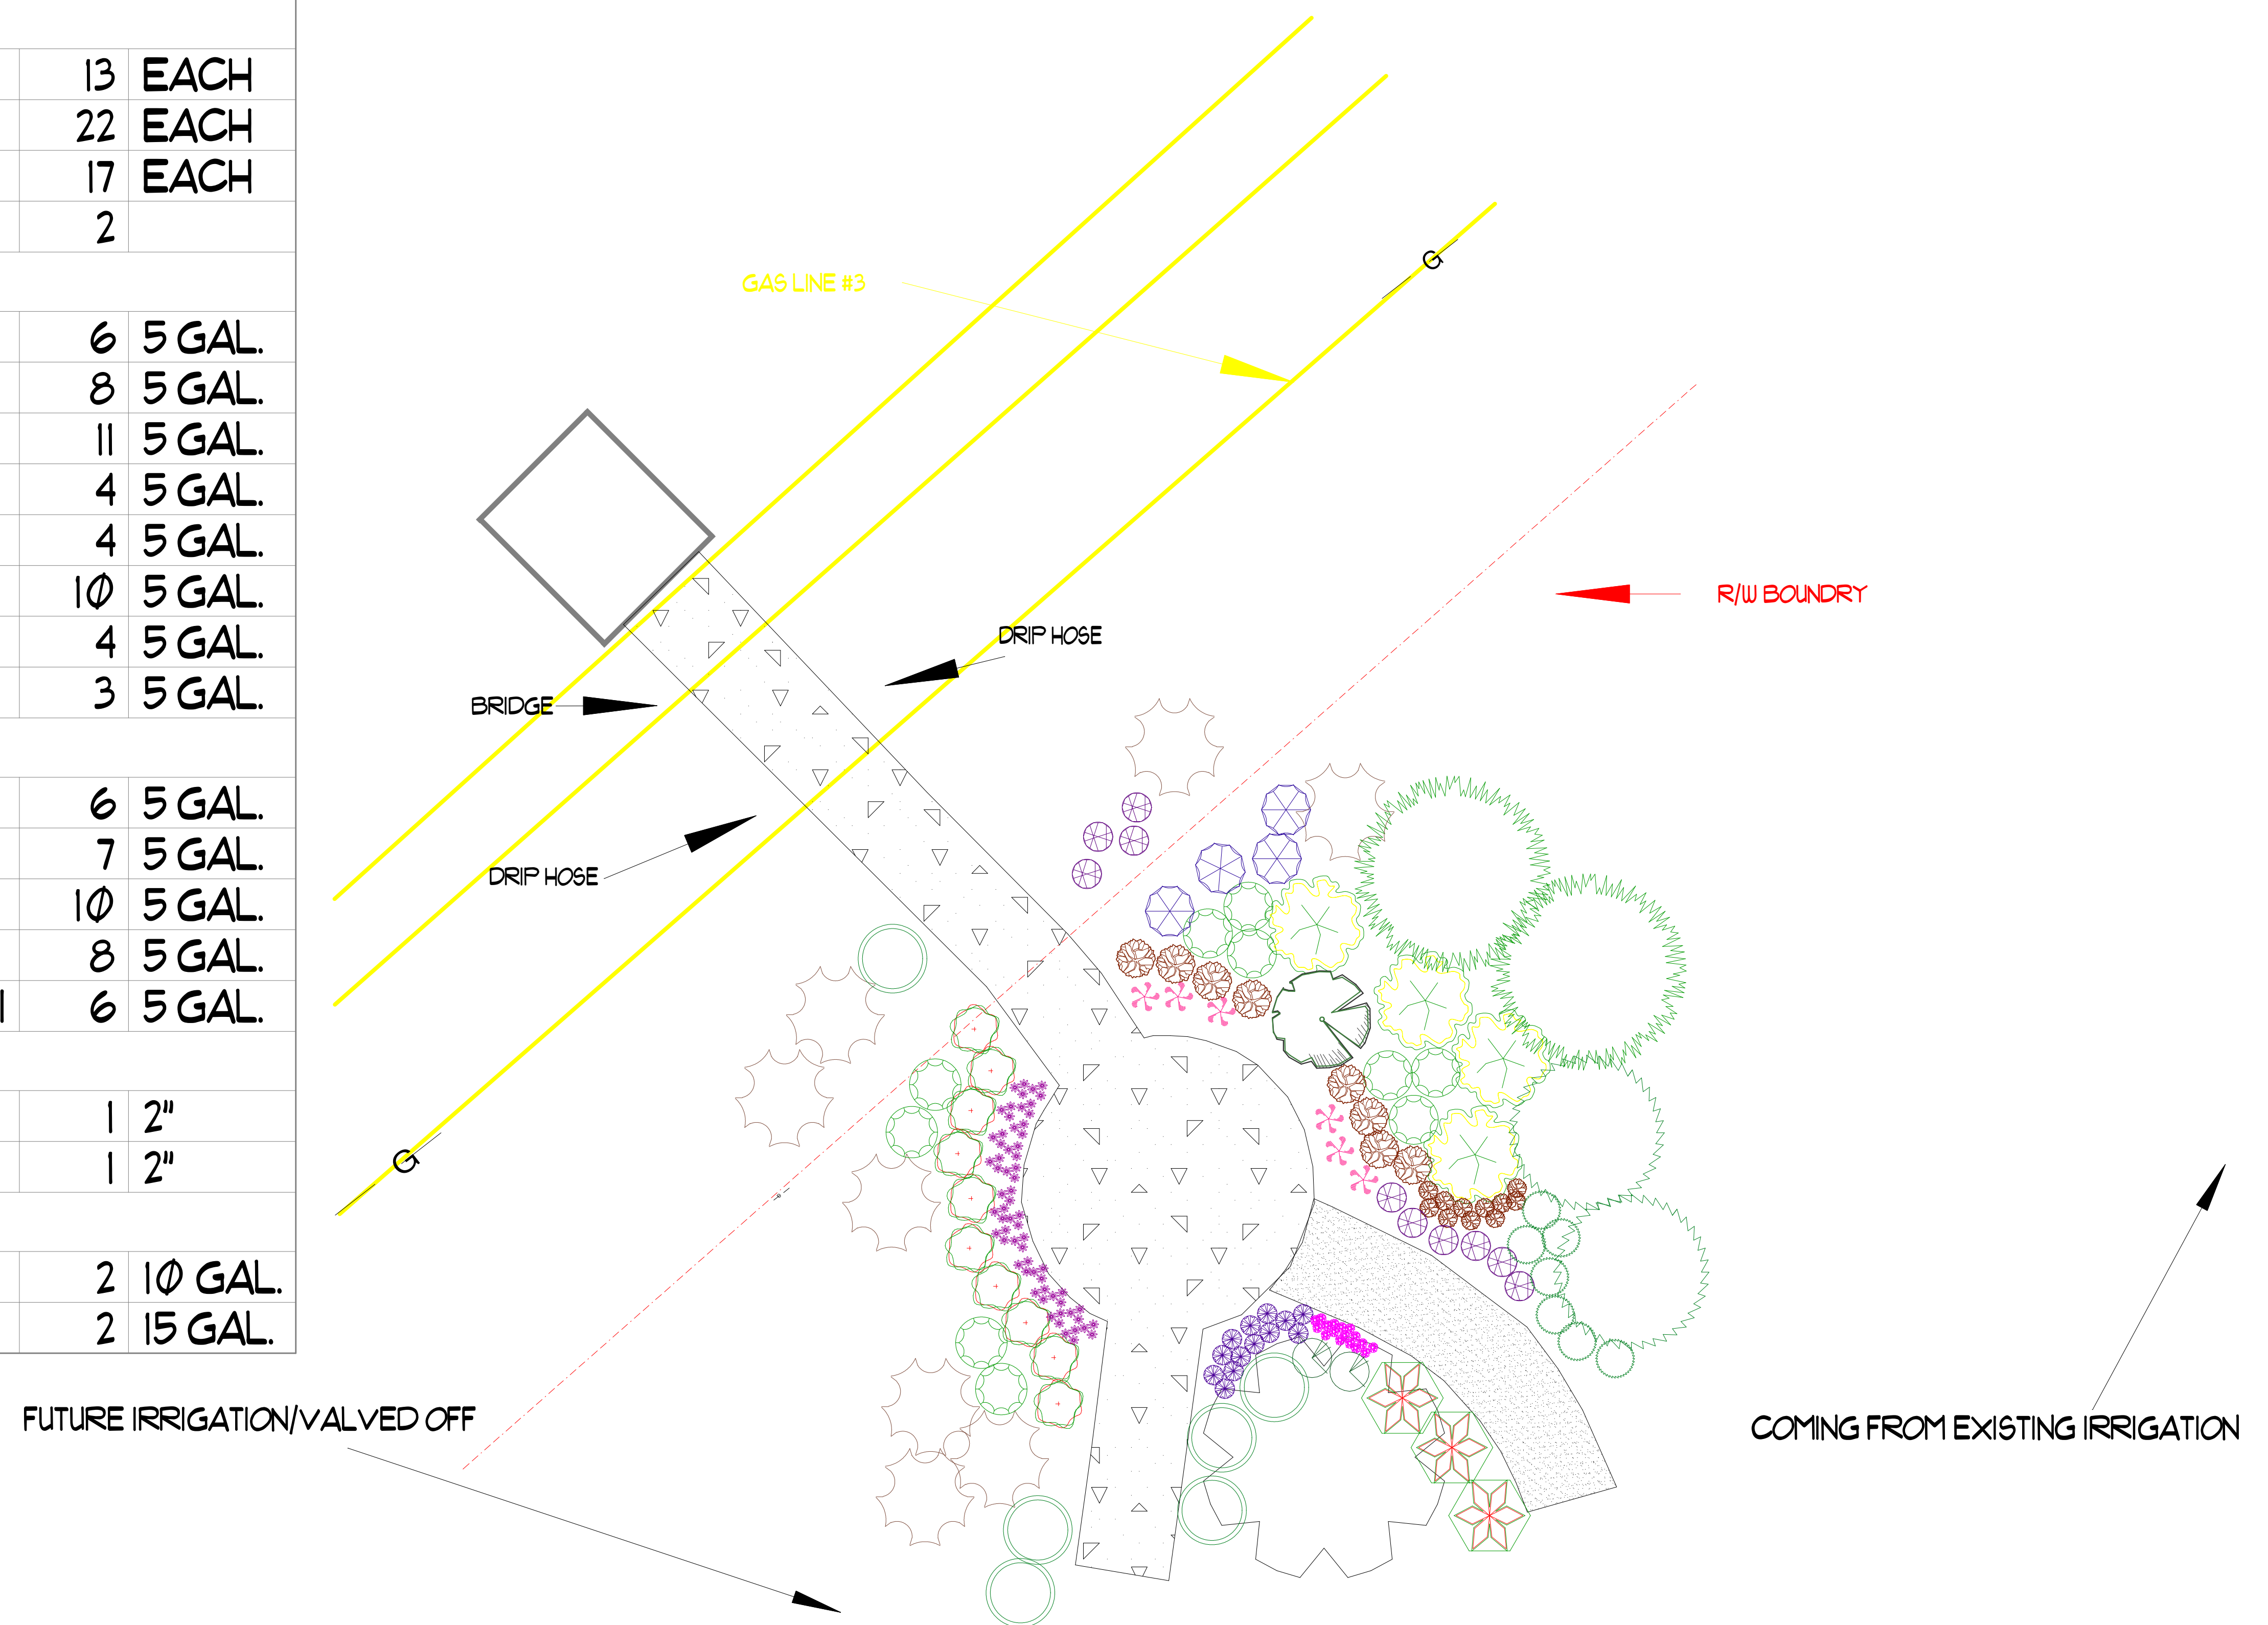 13 EACH
22 EACH
17 EACH
2
6 5 GAL.
8 5 GAL.
11 5 GAL.
4 5 GAL.
4 5 GAL.
10 5 GAL.
4 5 GAL.
3 5 GAL.
6 5 GAL.
7 5 GAL.
10 5 GAL.
8 5 GAL.
6 5 GAL.
1 2"
1 2"
2 10 GAL.
2 15 GAL.
GAS LINE #3
G
R/W BOUNDRY
DRIP HOSE
BRIDGE
DRIP HOSE
G
FUTURE IRRIGATION/VALVED OFF
COMING FROM EXISTING IRRIGATION